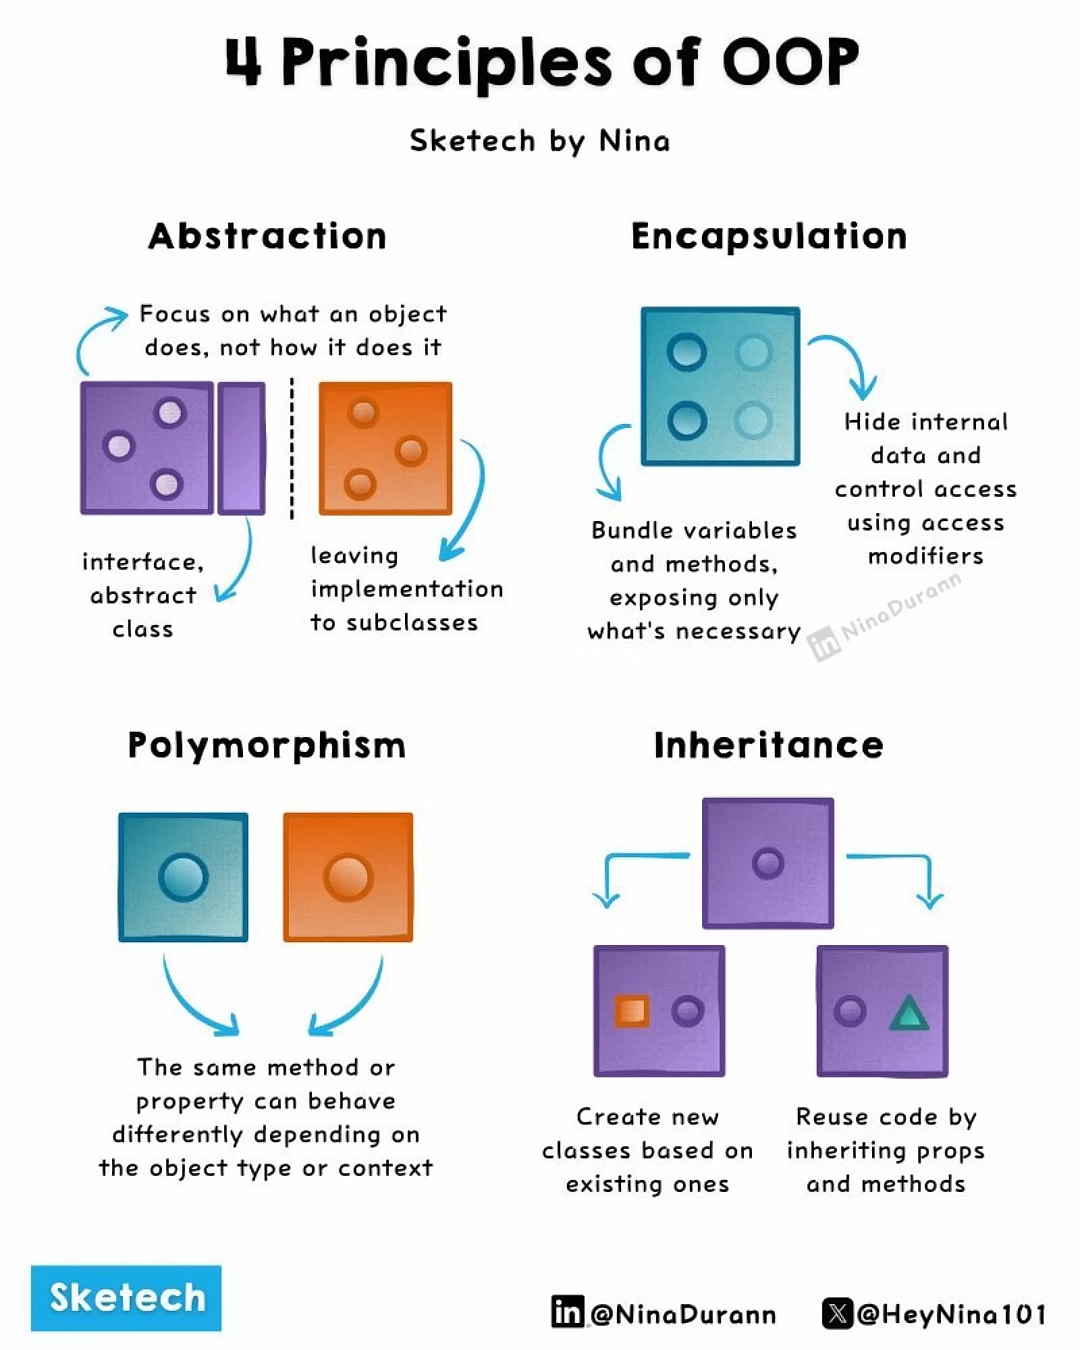 4 Principles of OOP
Sketech by Nina
Abstraction
Focus on what an object
does, not how it does it
interface,
abstract
class
leaving
implementation
to subclasses
Encapsulation
Hide internal
data and
control access
using access
modifiers
Bundle variables
and methods,
exposing only
what's necessary
in NinaDurann
Polymorphism
The same method or
property can behave
differently depending on
the object type or context
Inheritance
Create new
classes based on
existing ones
Reuse code by
inheriting props
and methods
Sketech
in @NinaDurann
X @HeyNina101